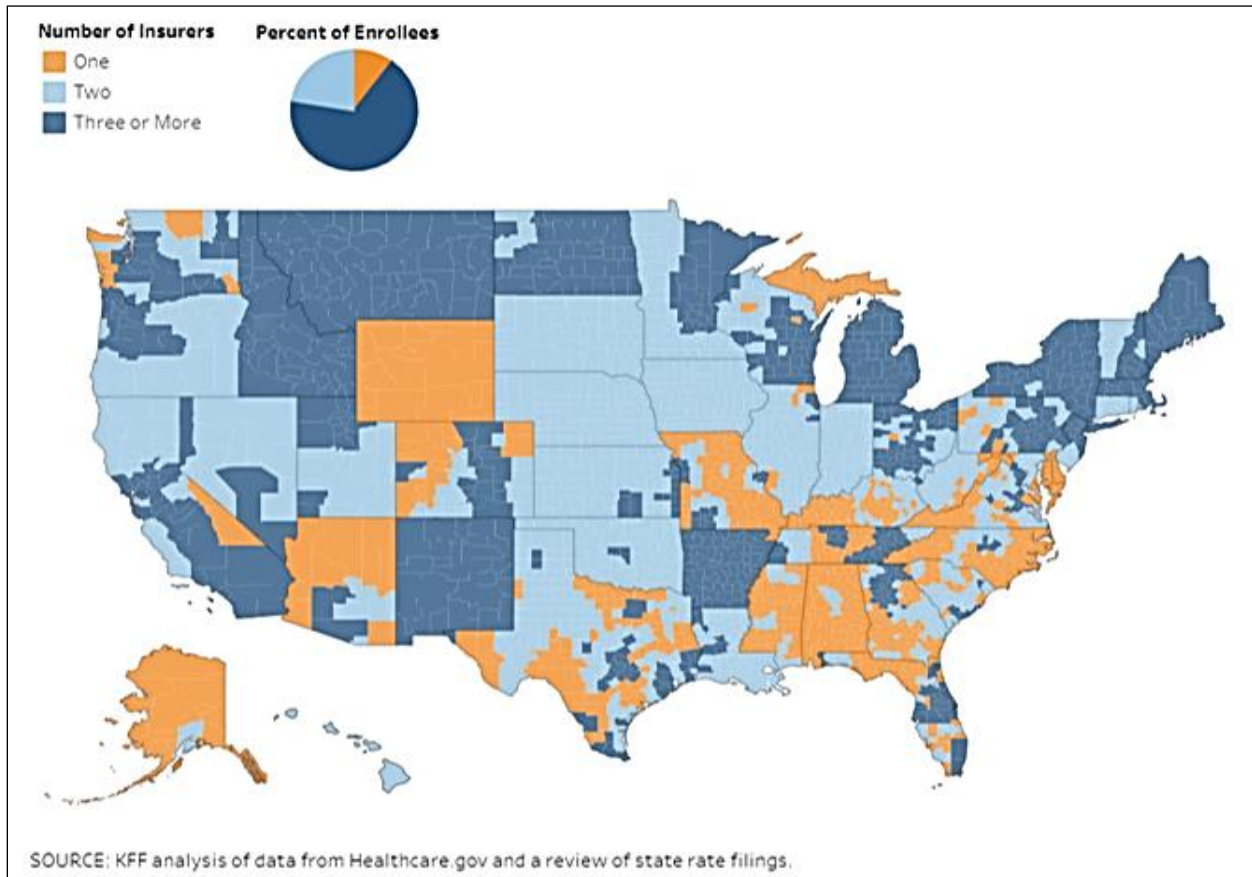 Number of Insurers
One
Two
Three or More
Percent of Enrollees
SOURCE: KFF analysis of data from Healthcare.gov and a review of state rate filings.